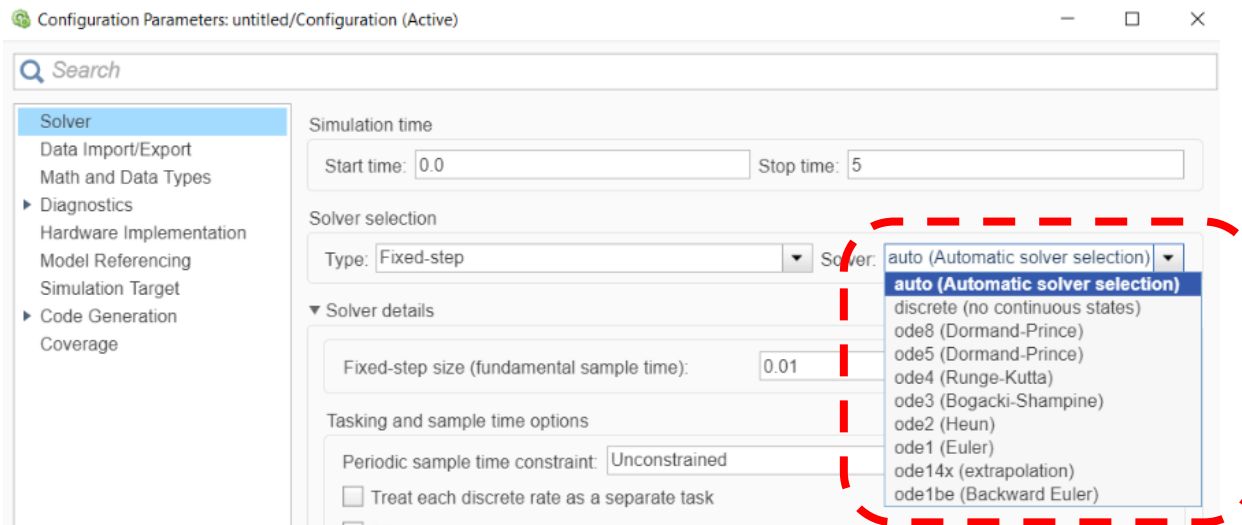 Configuration Parameters: untitled/Configuration (Active)
Search
Solver
Data Import/Export
Math and Data Types
Diagnostics
Hardware Implementation
Model Referencing
Simulation Target
Code Generation
Coverage
Simulation time
Start time: 0.0 Stop time: 5
Solver selection
Type: Fixed-step Solver: auto (Automatic solver selection)
auto (Automatic solver selection)
discrete (no continuous states)
ode8 (Dormand-Prince)
ode5 (Dormand-Prince)
ode4 (Runge-Kutta)
ode3 (Bogacki-Shampine)
ode2 (Heun)
ode1 (Euler)
ode14x (extrapolation)
ode1be (Backward Euler)
Solver details
Fixed-step size (fundamental sample time): 0.01
Tasking and sample time options
Periodic sample time constraint: Unconstrained
Treat each discrete rate as a separate task